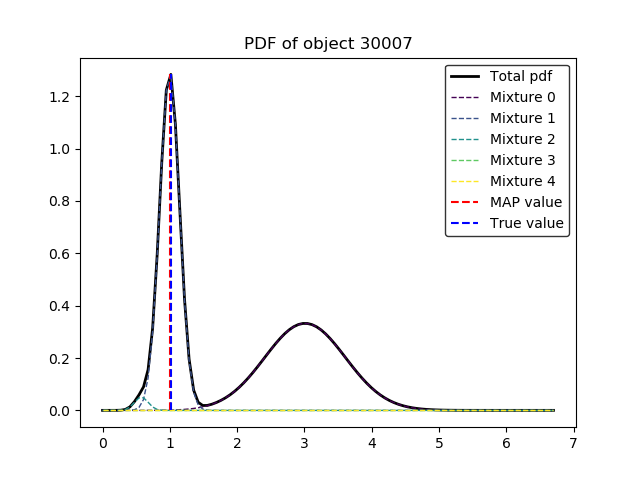 PDF of object 30007
Total pdf
Mixture 0
Mixture 1
Mixture 2
Mixture 3
Mixture 4
MAP value
True value
1.2
1.0
0.8
0.6
0.4
0.2
0.0
0 1 2 3 4 5 6 7